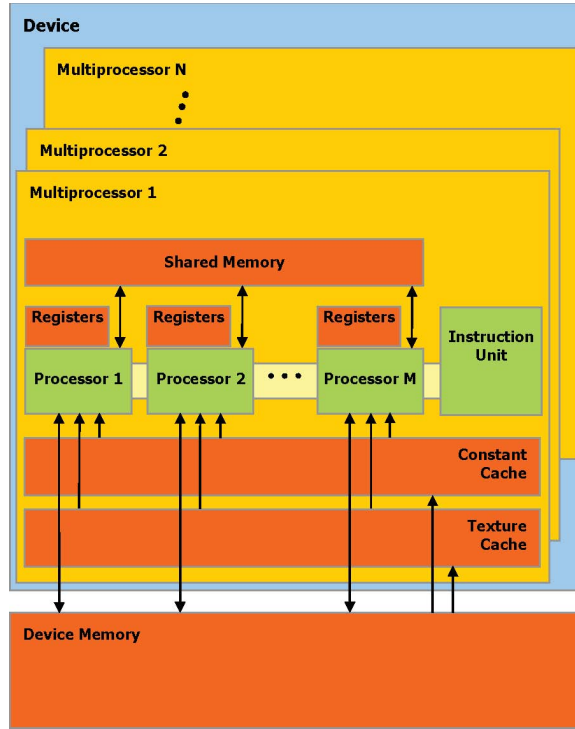 Device
Multiprocessor N
Multiprocessor 2
Multiprocessor 1
Shared Memory
Registers
Registers
Registers
Processor 1
Processor 2
Processor M
Instruction
Unit
Constant
Cache
Texture
Cache
Device Memory